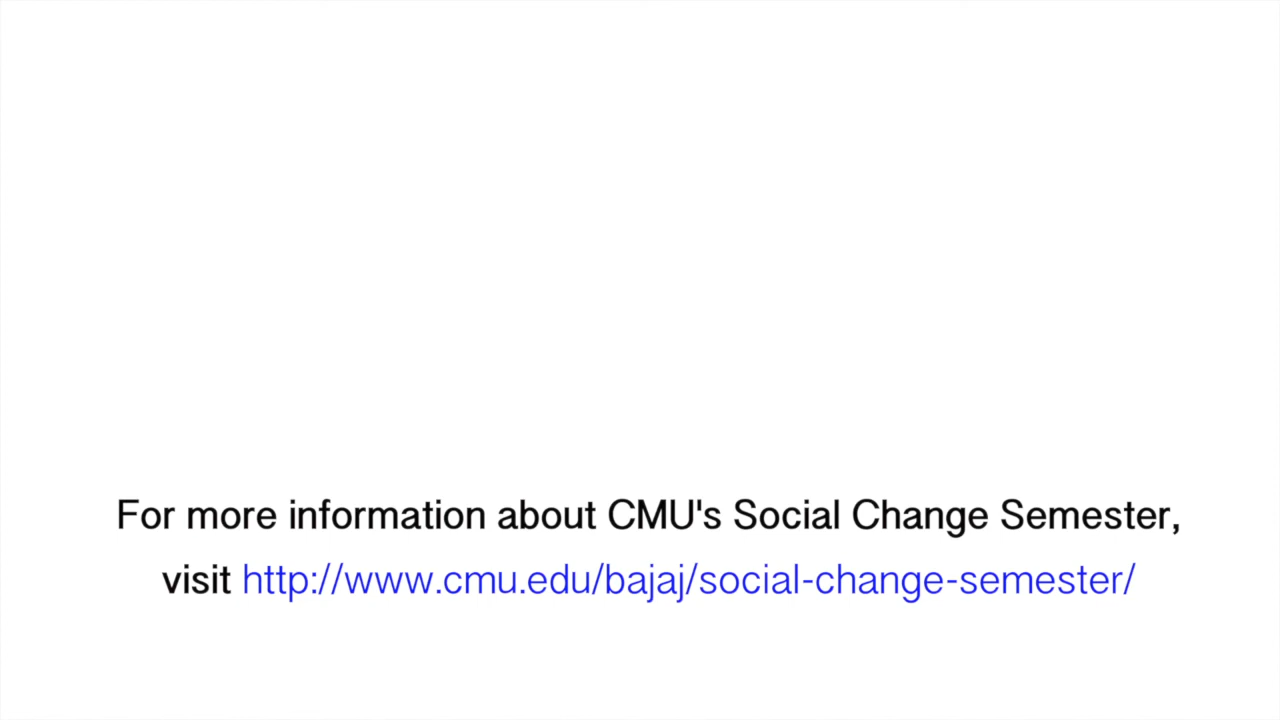 For more information about CMU's Social Change Semester,
visit http://www.cmu.edu/bajaj/social-change-semester/